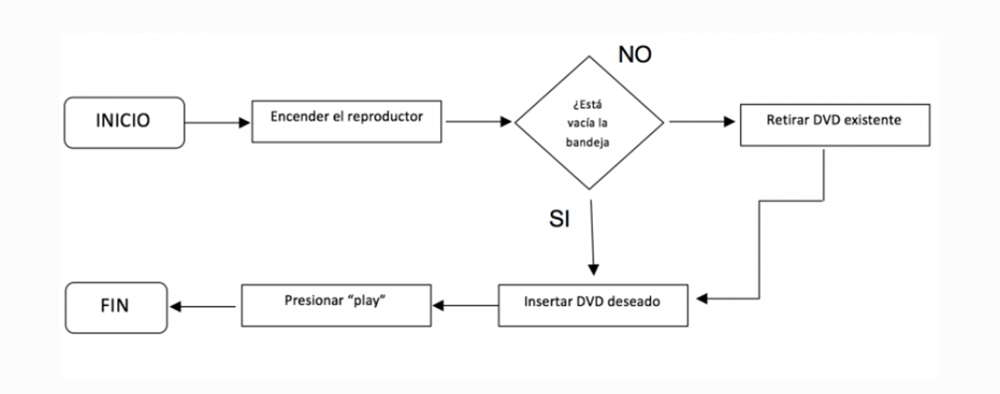 INICIO
Encender el reproductor
¿Está
vacía la
bandeja
NO
Retirar DVD existente
SI
Insertar DVD deseado
Presionar “play”
FIN